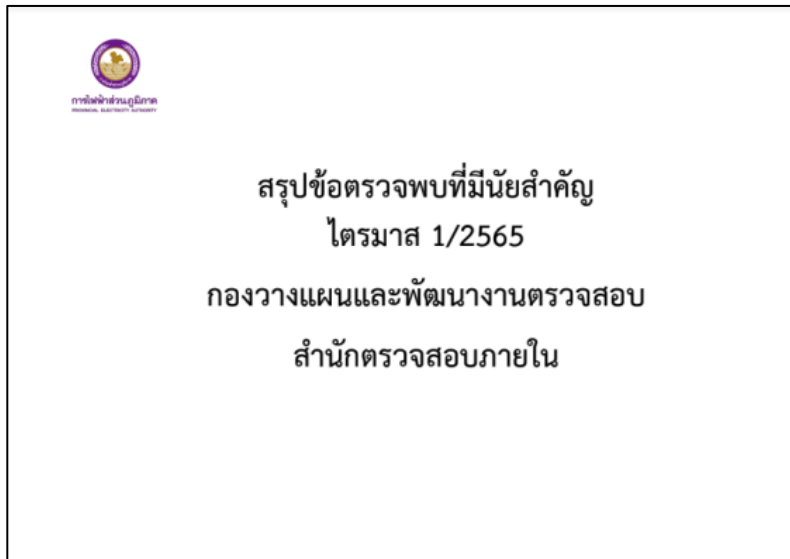 การไฟฟ้าส่วนภูมิภาค
PROVINCIAL ELECTRICITY AUTHORITY
สรุปข้อตรวจพบที่มีนัยสำคัญ
ไตรมาส 1/2565
กองวางแผนและพัฒนางานตรวจสอบ
สำนักตรวจสอบภายใน